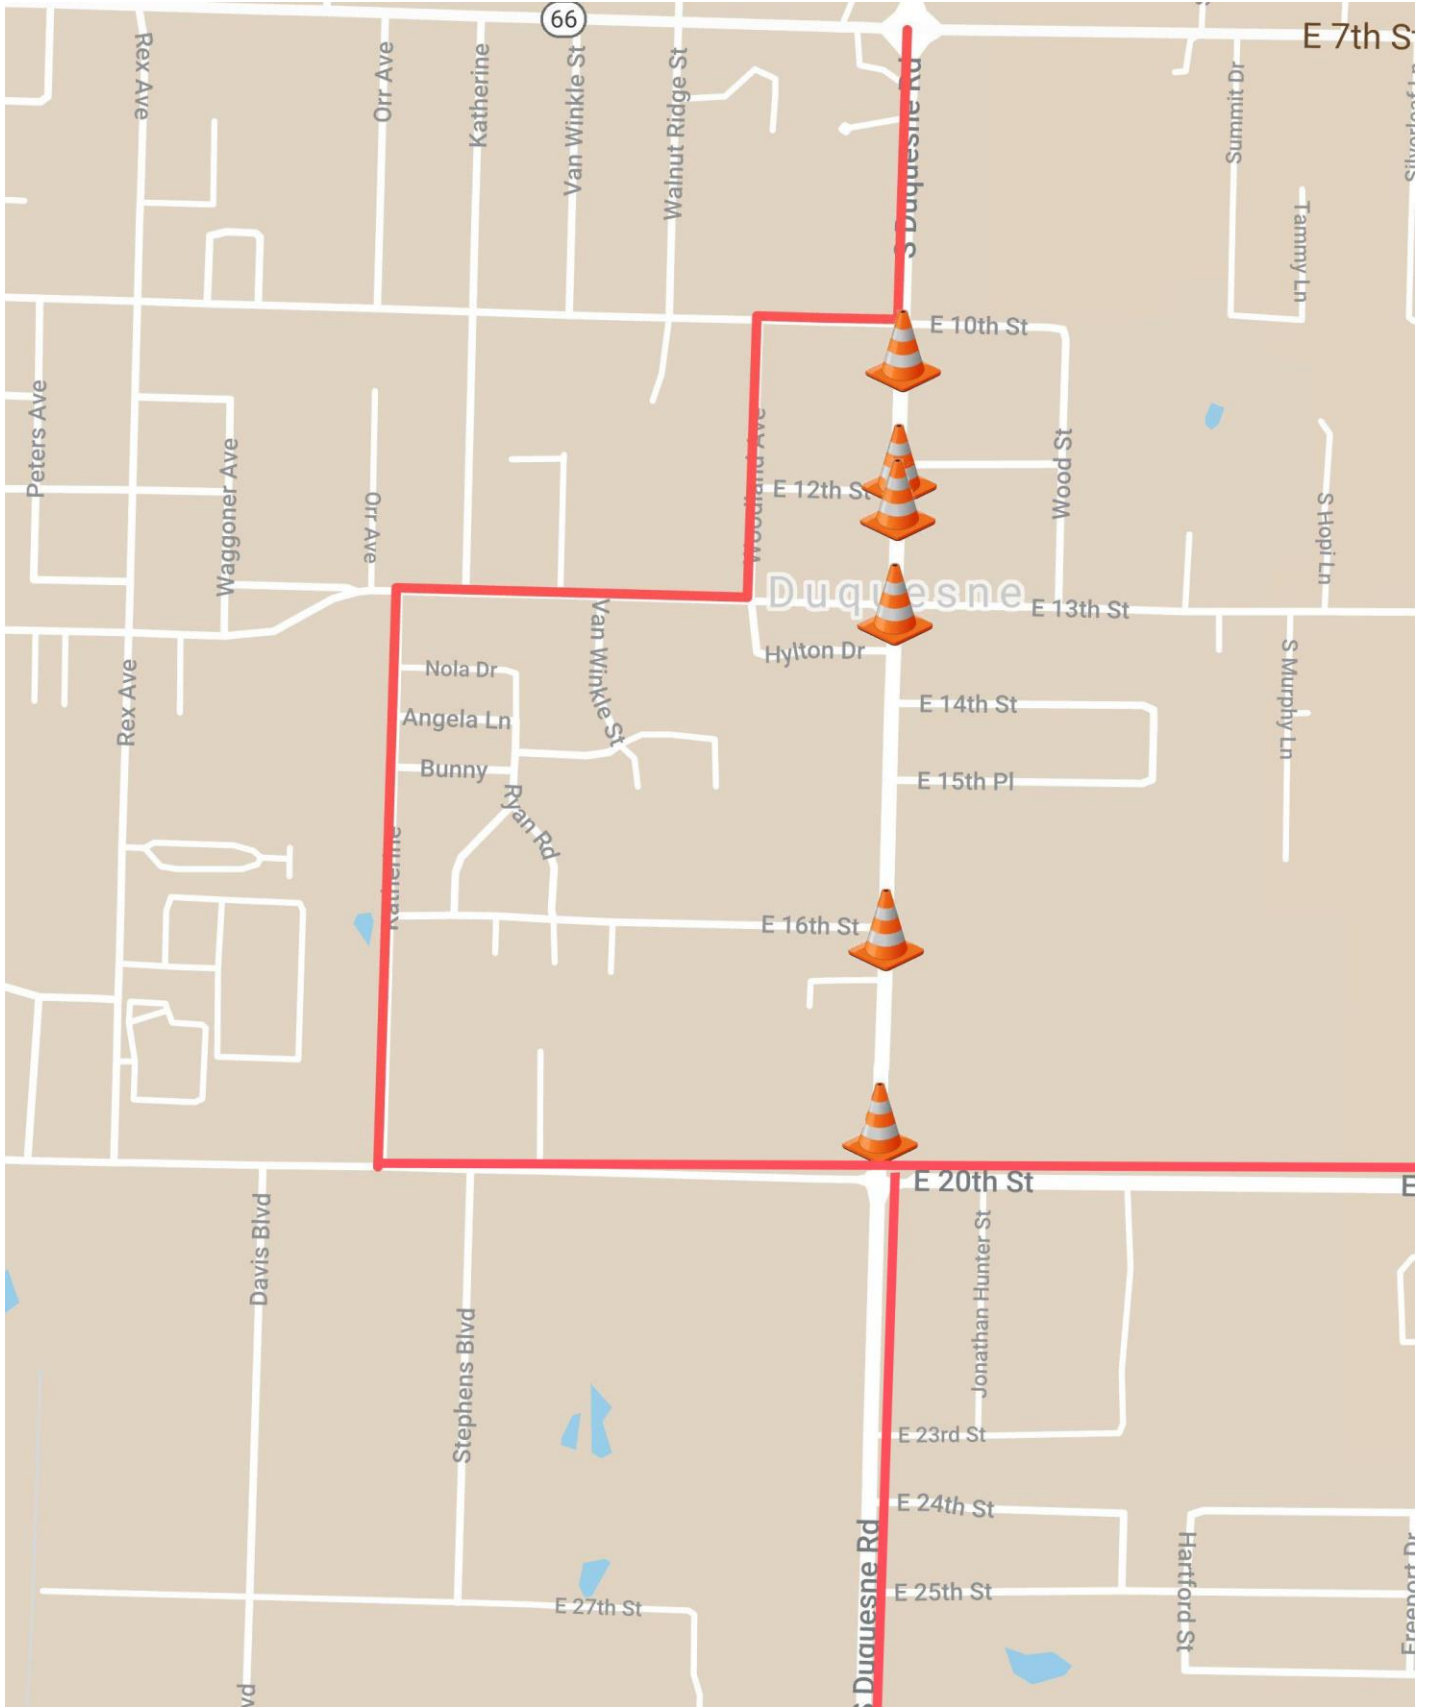 66
E 7th S
Rex Ave
Orr Ave
Katherine
Van Winkle St
Walnut Ridge St
S Duquesne Rd
Summit Dr
Tammy Ln
E 10th St
Peters Ave
Waggoner Ave
Orr Ave
Woodland Ave
E 12th St
Wood St
S Hopi Ln
Duquesne
E 13th St
Hylton Dr
Van Winkle St
Nola Dr
Angela Ln
Bunny
Ryan Rd
Rex Ave
E 14th St
E 15th Pl
S Murphy Ln
Katherine
E 16th St
E 20th St
E
Davis Blvd
Stephens Blvd
Jonathan Hunter St
E 23rd St
E 24th St
E 25th St
E 27th St
S Duquesne Rd
Hartford St
Freeport Dr
vd